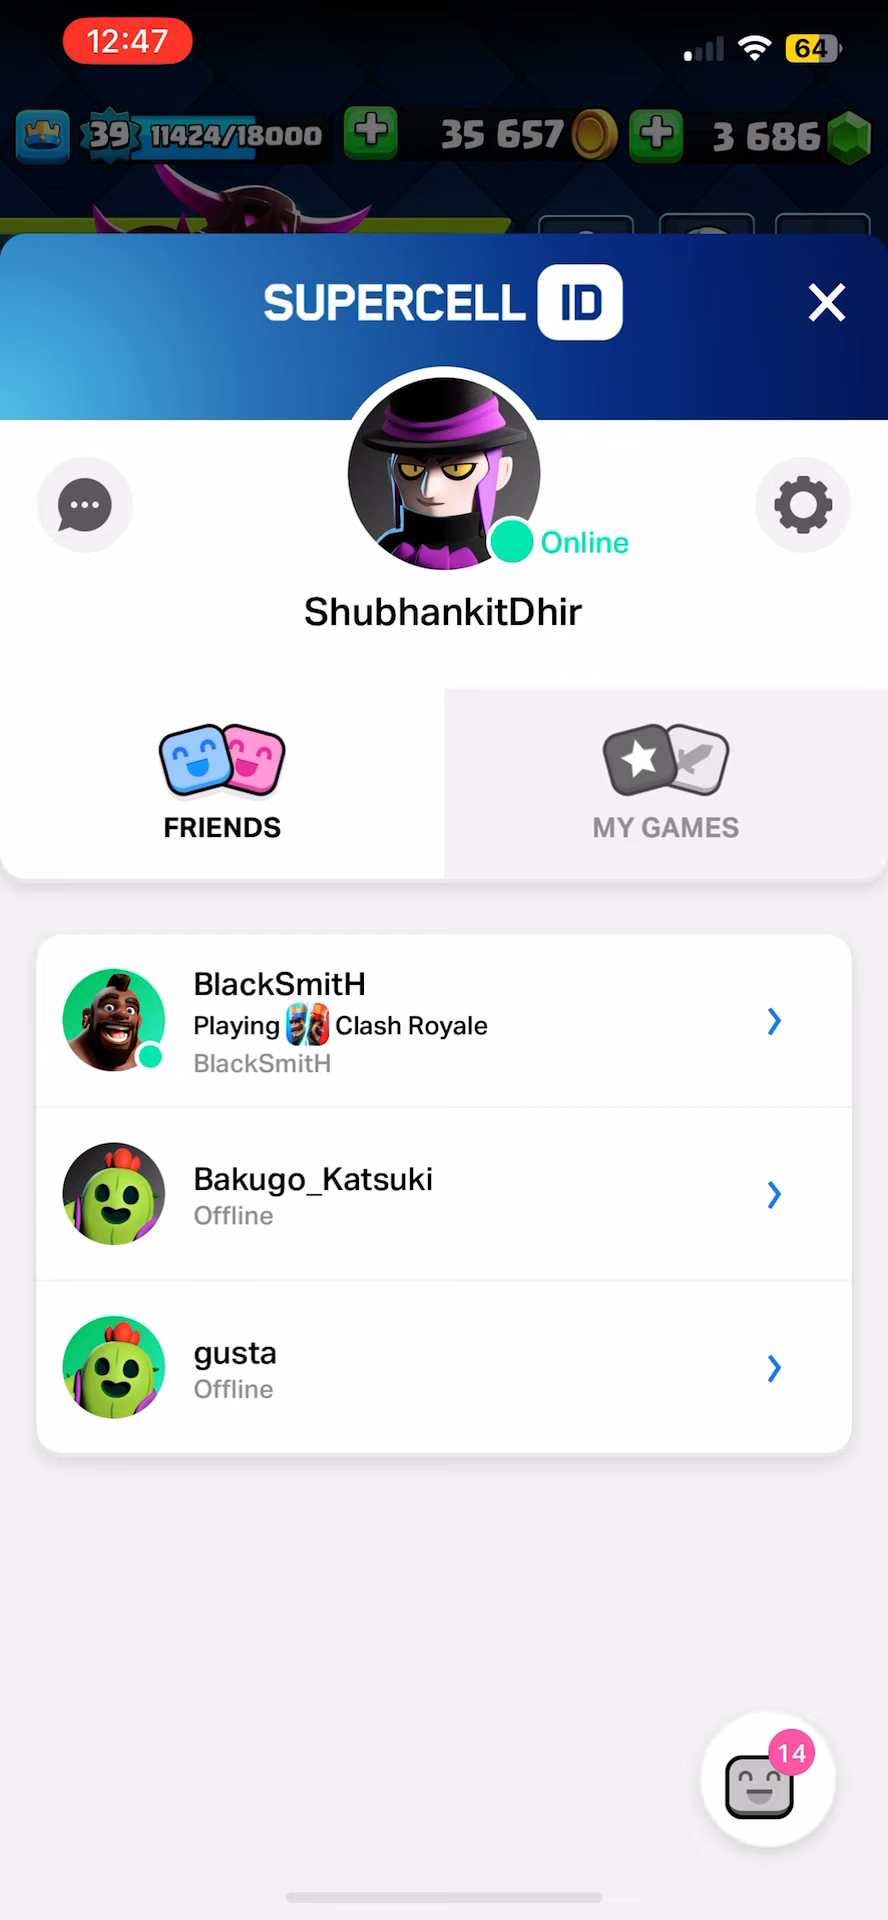 12:47
64
39 11424/18000 35 657 3 686
SUPERCELL ID
Online
ShubhankitDhir
FRIENDS
MY GAMES
BlackSmitH
Playing Clash Royale
BlackSmitH
Bakugo_Katsuki
Offline
gusta
Offline
14